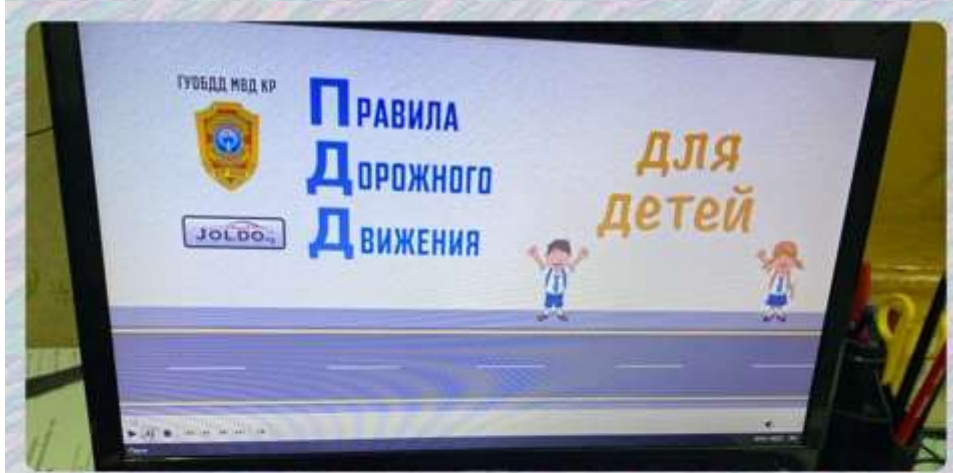 ГУОБДД МВД КР
JOLDO
ПРАВИЛА
ДОРОЖНОГО
ДВИЖЕНИЯ
для
детей